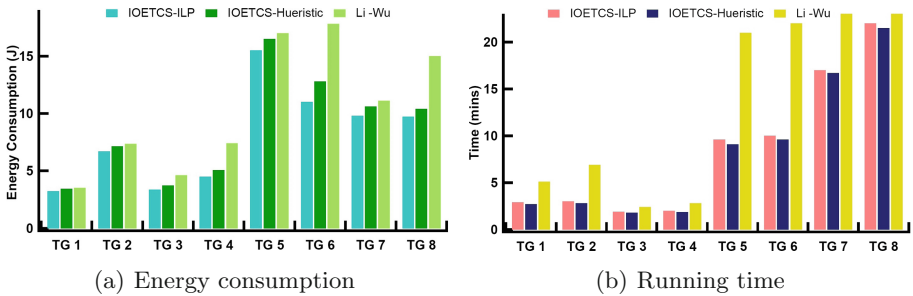 IOETCS-ILP IOETCS-Hueristic Li -Wu
Energy Consumption (J)
15
10
5
0
TG 1 TG 2 TG 3 TG 4 TG 5 TG 6 TG 7 TG 8
(a) Energy consumption
IOETCS-ILP IOETCS-Hueristic Li -Wu
Time (mins)
20
15
10
5
0
TG 1 TG 2 TG 3 TG 4 TG 5 TG 6 TG 7 TG 8
(b) Running time